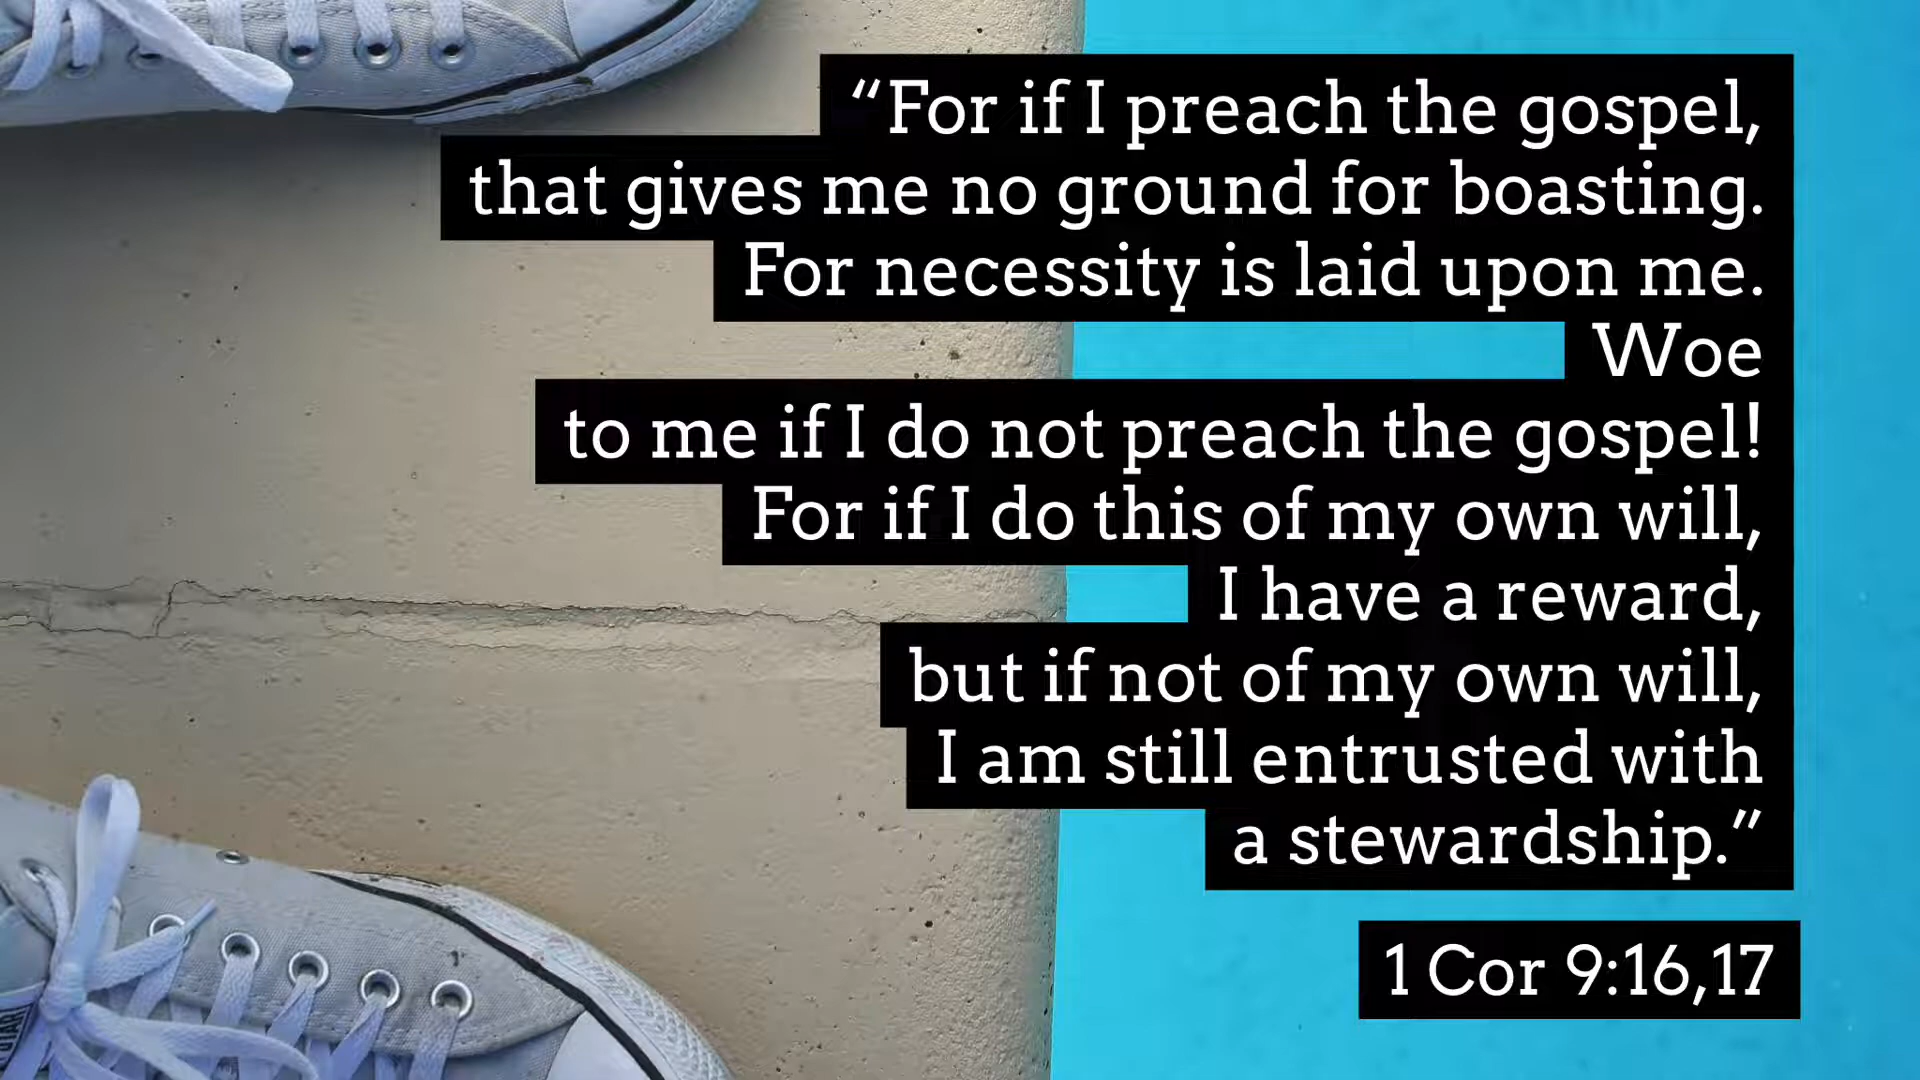 “For if I preach the gospel,
that gives me no ground for boasting.
For necessity is laid upon me.
Woe
to me if I do not preach the gospel!
For if I do this of my own will,
I have a reward,
but if not of my own will,
I am still entrusted with
a stewardship.”
1 Cor 9:16,17